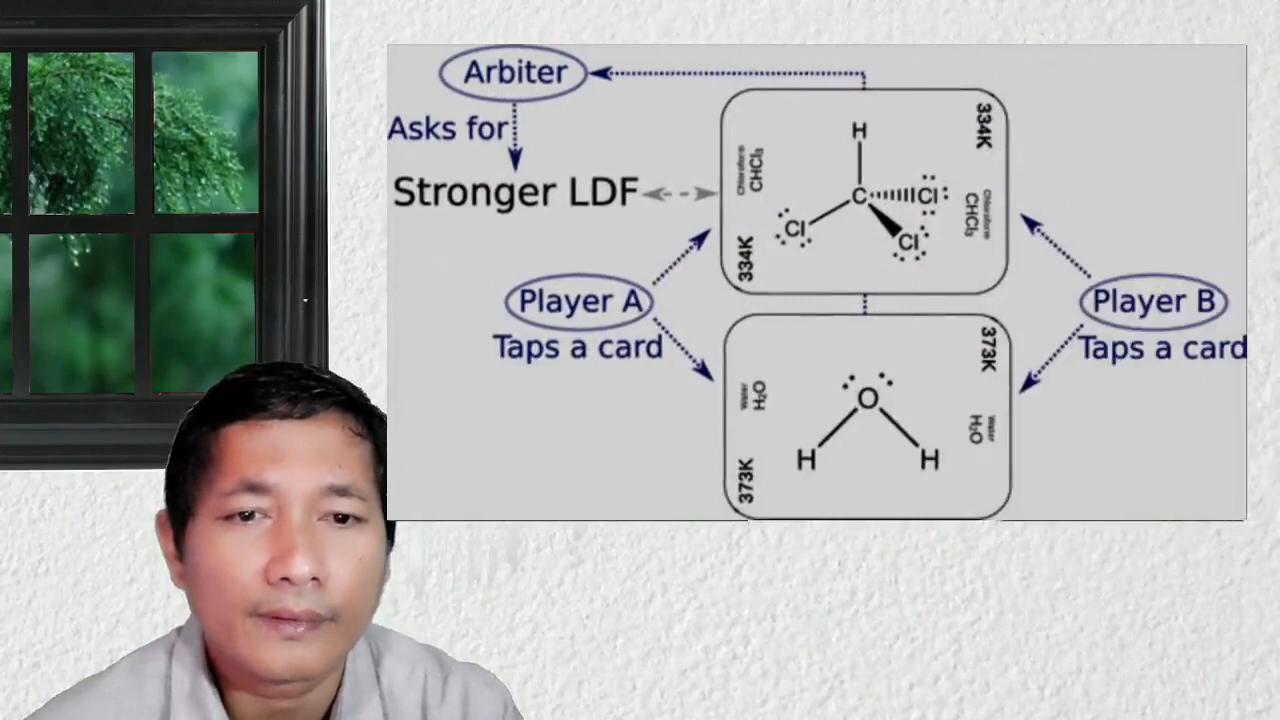 Arbiter
Asks for
Stronger LDF
Player A
Taps a card
Player B
Taps a card
334K
Chloroform
CHCl₃
H
C
Cl
Cl
Cl
334K
Chloroform
CHCl₃
373K
Water
H₂O
O
H
H
373K
Water
H₂O